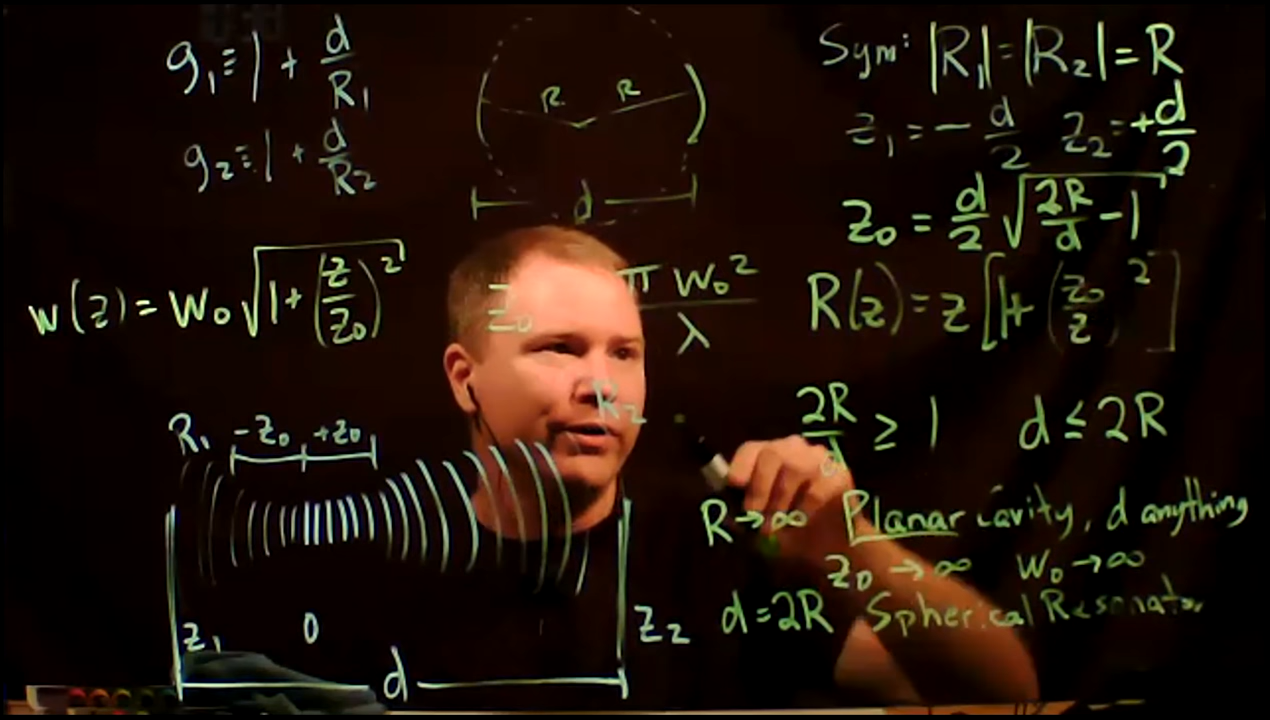 g₁ ≡ 1 + d/R₁
g₂ ≡ 1 + d/R₂
R R
d
Sym: |R₁| = |R₂| = R
z₁ = -d/2 z₂ = +d/2
z₀ = d/2 √(2R/d - 1)
w(z) = W₀ √(1 + (z/z₀)²)
z₀ π W₀² / λ
R(z) = z [1 + (z₀/z)²]
2R/d ≥ 1 d ≤ 2R
R₁ -z₀ +z₀ R₂
z₁ 0 z₂
d
R → ∞ Planar cavity, d anything
z₀ → ∞ W₀ → ∞
d = 2R Spherical Resonator